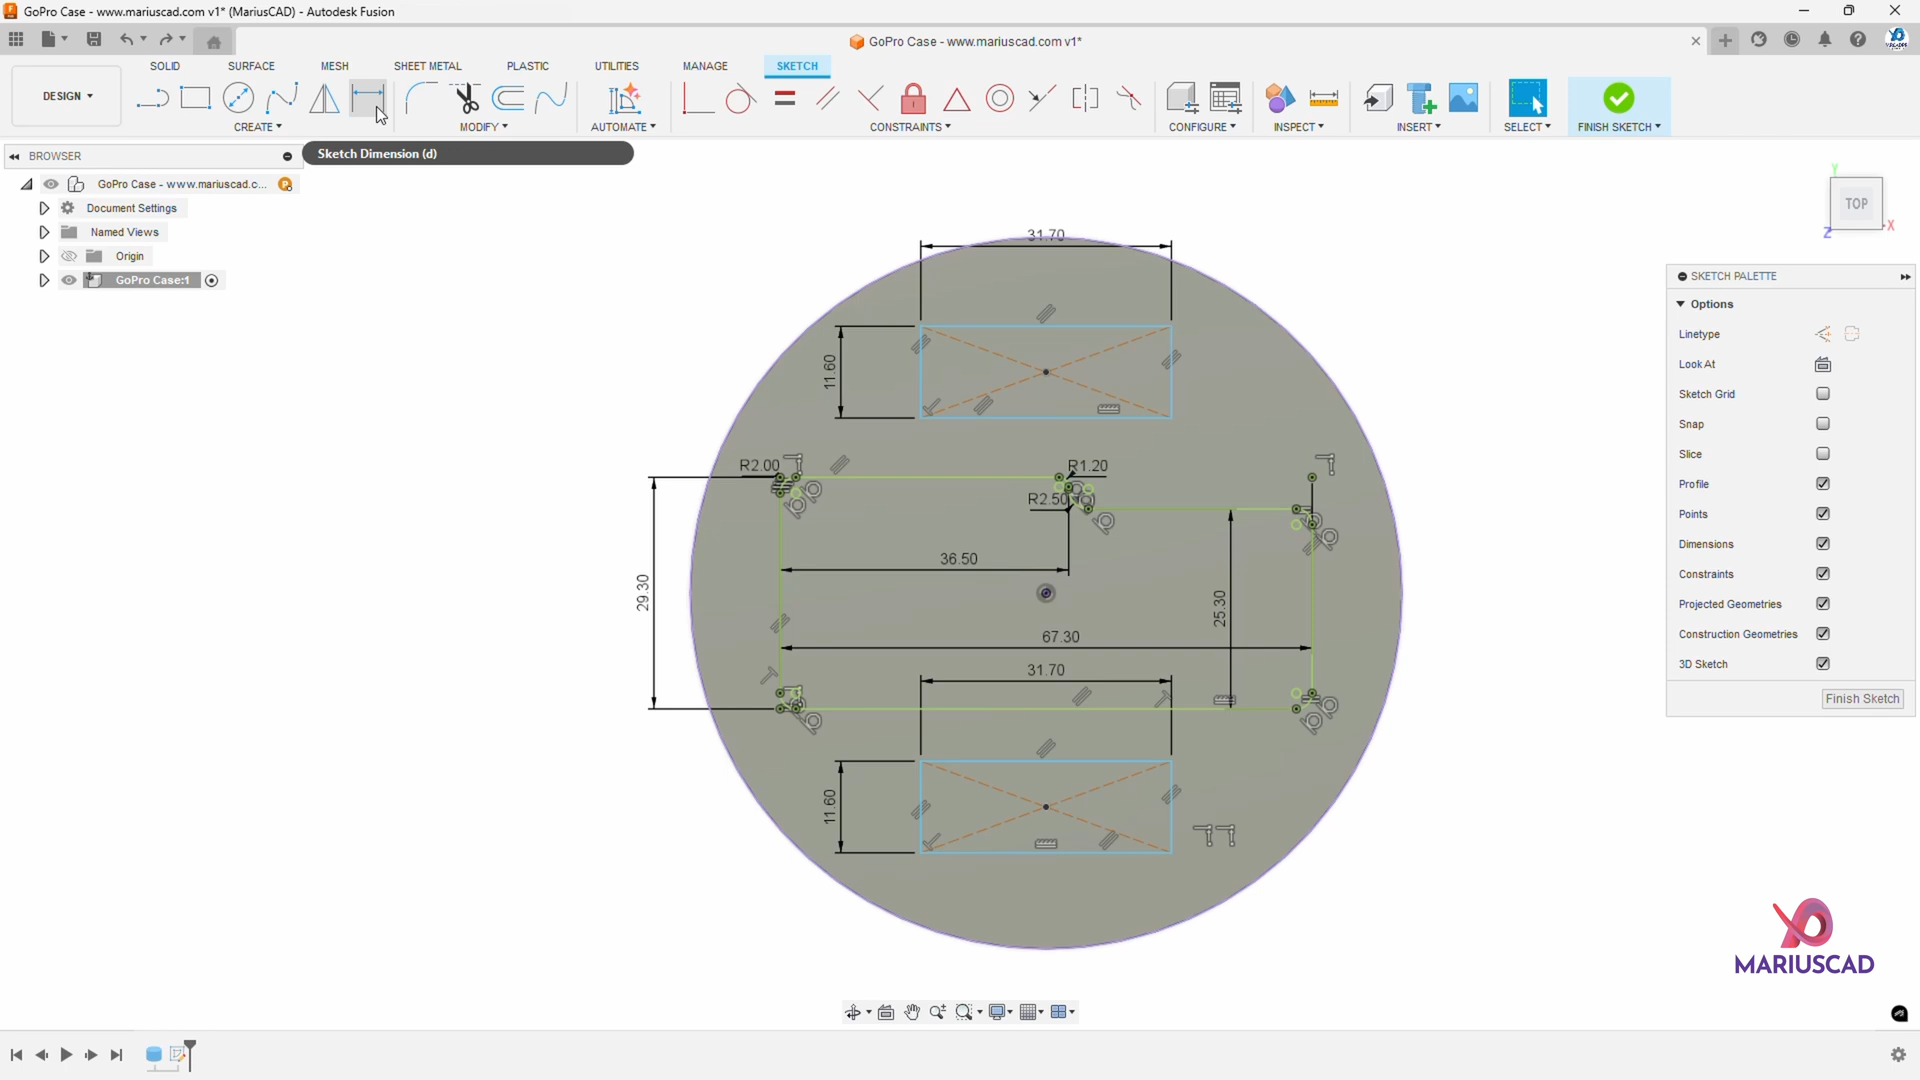 GoPro Case - www.mariuscad.com v1* (MariusCAD) - Autodesk Fusion
GoPro Case - www.mariuscad.com v1*
SOLID SURFACE MESH SHEET METAL PLASTIC UTILITIES MANAGE SKETCH
DESIGN
CREATE MODIFY AUTOMATE CONSTRAINTS CONFIGURE INSPECT INSERT SELECT FINISH SKETCH
BROWSER
Sketch Dimension (d)
GoPro Case - www.mariuscad.c...
Document Settings
Named Views
Origin
GoPro Case:1
TOP
Y
X
Z
31.70
11.60
R2.00
R1.20
R2.50
36.50
29.30
25.30
67.30
31.70
11.60
SKETCH PALETTE
Options
Linetype
Look At
Sketch Grid
Snap
Slice
Profile
Points
Dimensions
Constraints
Projected Geometries
Construction Geometries
3D Sketch
Finish Sketch
MARIUSCAD